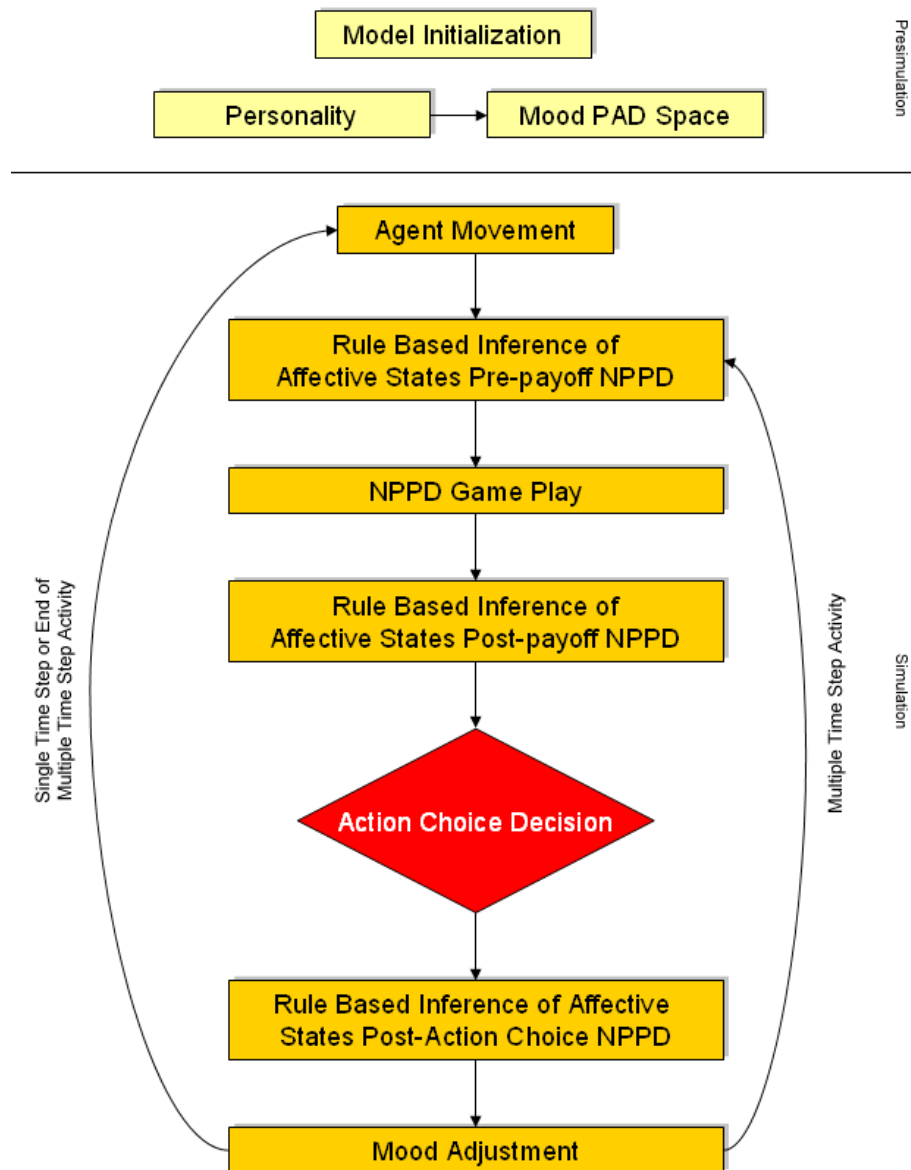 Model Initialization
Presimulation
Personality
Mood PAD Space
Agent Movement
Rule Based Inference of
Affective States Pre-payoff NPPD
NPPD Game Play
Rule Based Inference of
Affective States Post-payoff NPPD
Single Time Step or End of
Multiple Time Step Activity
Multiple Time Step Activity
Simulation
Action Choice Decision
Rule Based Inference of Affective
States Post-Action Choice NPPD
Mood Adjustment